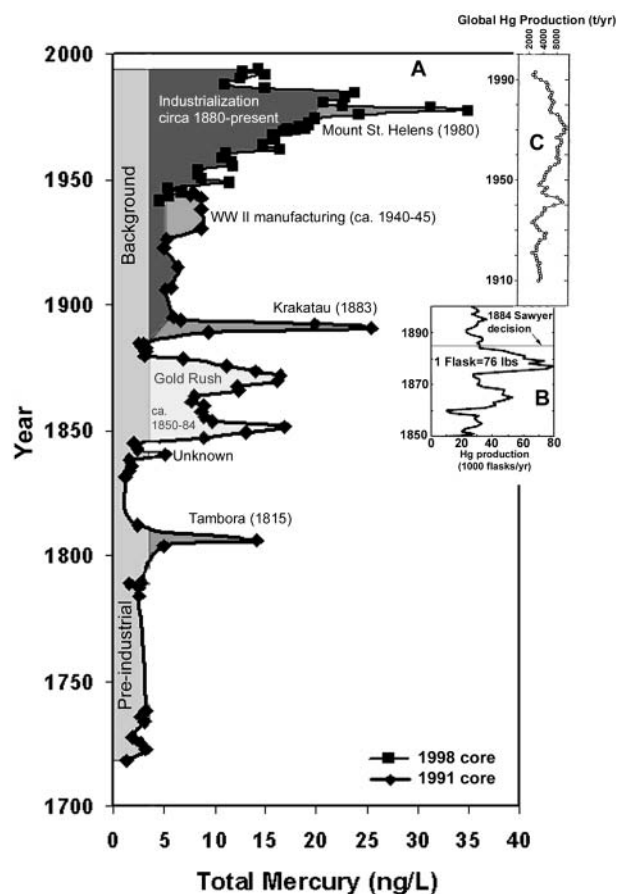 Global Hg Production (t/yr)
2000
4000
8000
2000
A
1990
Industrialization
circa 1880-present
Mount St. Helens (1980)
C
1950
1950
Background
WW II manufacturing (ca. 1940-45)
1910
1900
Krakatau (1883)
1890
1884 Sawyer
decision
1 Flask=76 lbs
Gold Rush
1870
B
ca.
1850-84
1850
1850
0
20
40
60
80
Hg production
(1000 flasks/yr)
Unknown
Year
Tambora (1815)
1800
Pre-industrial
1750
1998 core
1991 core
1700
0
5
10
15
20
25
30
35
40
Total Mercury (ng/L)